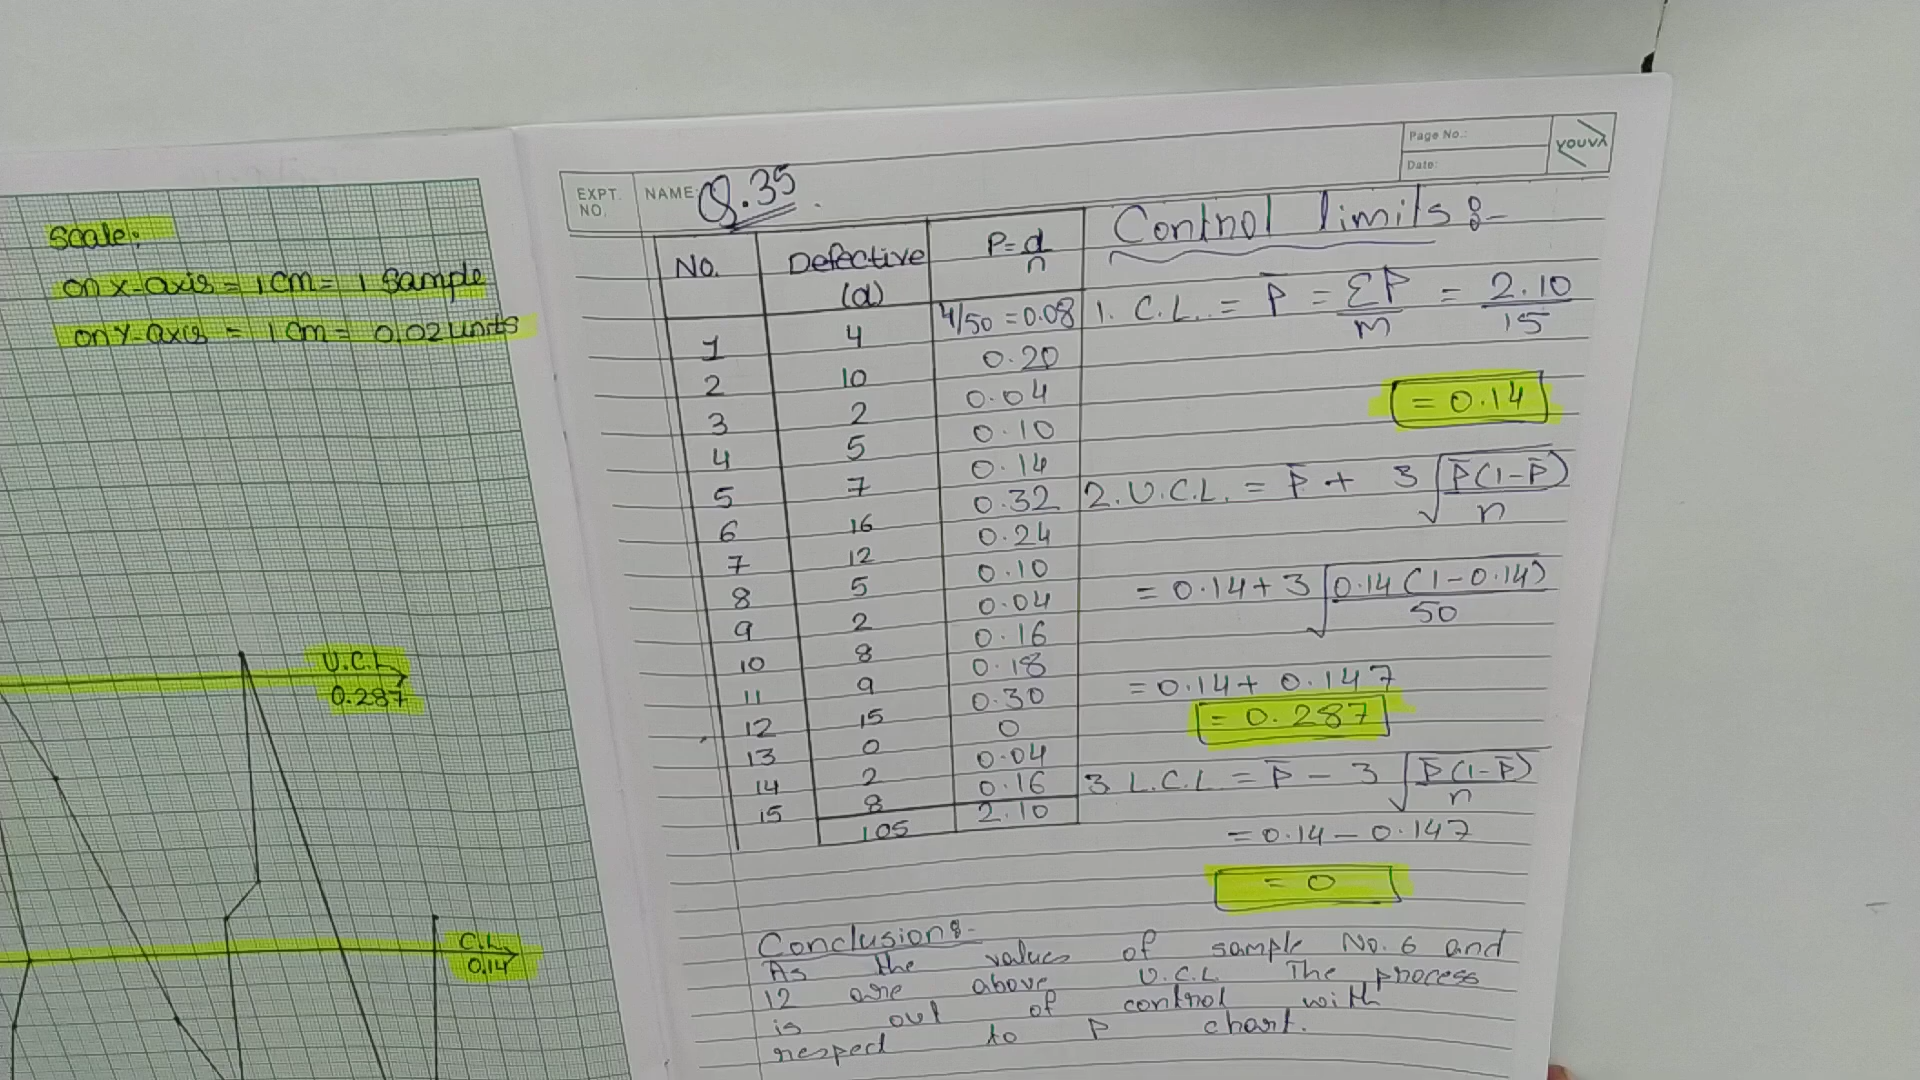 Scale:
on x-axis = 1 cm = 1 Sample
on Y-axis = 1 cm = 0.02 units
U.C.L
0.287
C.L.
0.14
EXPT. NO.
NAME:
Q.35
Page No.:
Date:
YOUVA
No. Defective (d) P = d/n
1 4 4/50 = 0.08
2 10 0.20
3 2 0.04
4 5 0.10
5 7 0.14
6 16 0.32
7 12 0.24
8 5 0.10
9 2 0.04
10 8 0.16
11 9 0.18
12 15 0.30
13 0 0
14 2 0.04
15 8 0.16
105 2.10
Control limits :-
1. C.L. = P̄ = ΣP/m = 2.10/15
= 0.14
2. U.C.L. = P̄ + 3 √(P̄(1-P̄)/n)
= 0.14 + 3 √(0.14 (1-0.14)/50)
= 0.14 + 0.147
= 0.287
3 L.C.L = P̄ - 3 √(P̄(1-P̄)/n)
= 0.14 - 0.147
= 0
Conclusion :-
As the values of sample No. 6 and
12 are above U.C.L The process
is out of control with
respect to P chart.